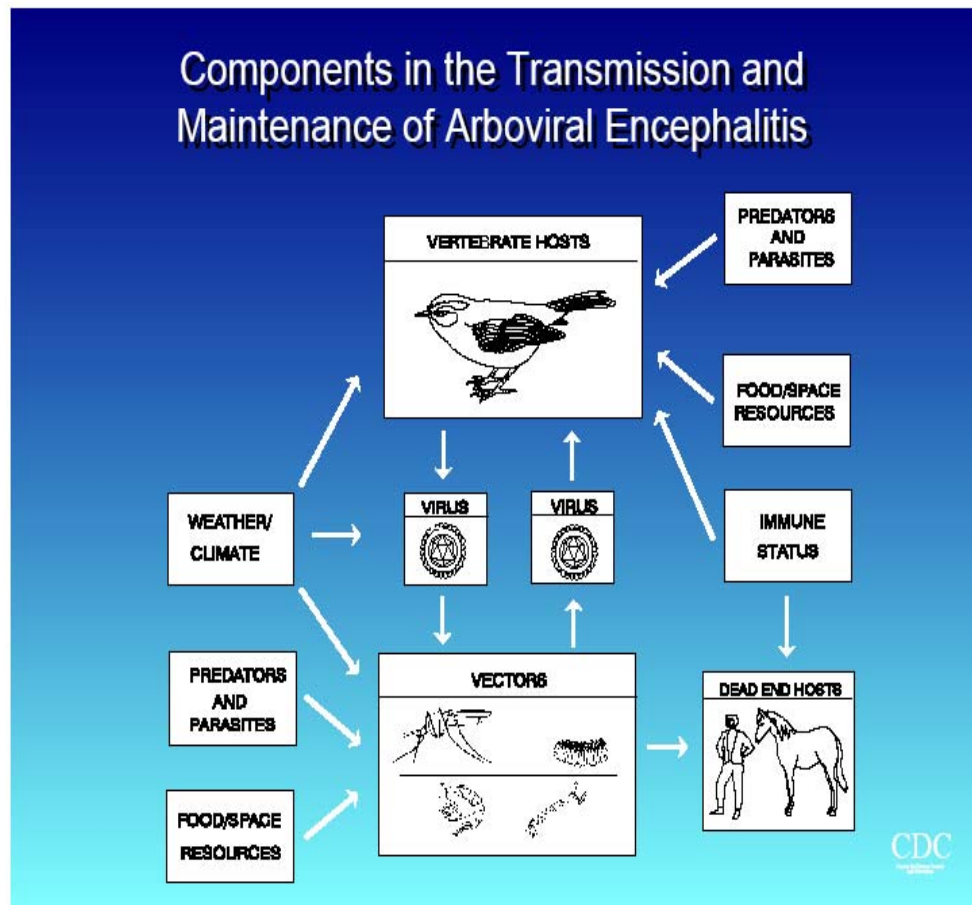 Components in the Transmission and
Maintenance of Arboviral Encephalitis
VERTEBRATE HOSTS
PREDATORS
AND
PARASITES
FOOD/SPACE
RESOURCES
WEATHER/
CLIMATE
VIRUS
VIRUS
IMMUNE
STATUS
PREDATORS
AND
PARASITES
VECTORS
DEAD END HOSTS
FOOD/SPACE
RESOURCES
CDC